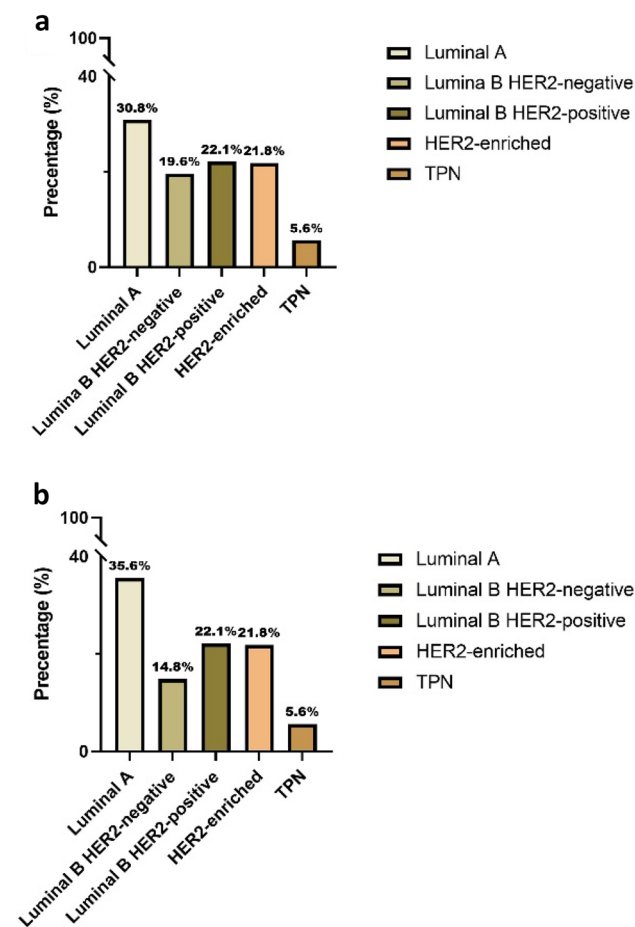 a
100
40
0
Precentage (%)
30.8%
19.6%
22.1%
21.8%
5.6%
Luminal A
Lumina B HER2-negative
Luminal B HER2-positive
HER2-enriched
TPN
Luminal A
Lumina B HER2-negative
Luminal B HER2-positive
HER2-enriched
TPN
b
100
40
0
Precentage (%)
35.6%
14.8%
22.1%
21.8%
5.6%
Luminal A
Luminal B HER2-negative
Luminal B HER2-positive
HER2-enriched
TPN
Luminal A
Luminal B HER2-negative
Luminal B HER2-positive
HER2-enriched
TPN